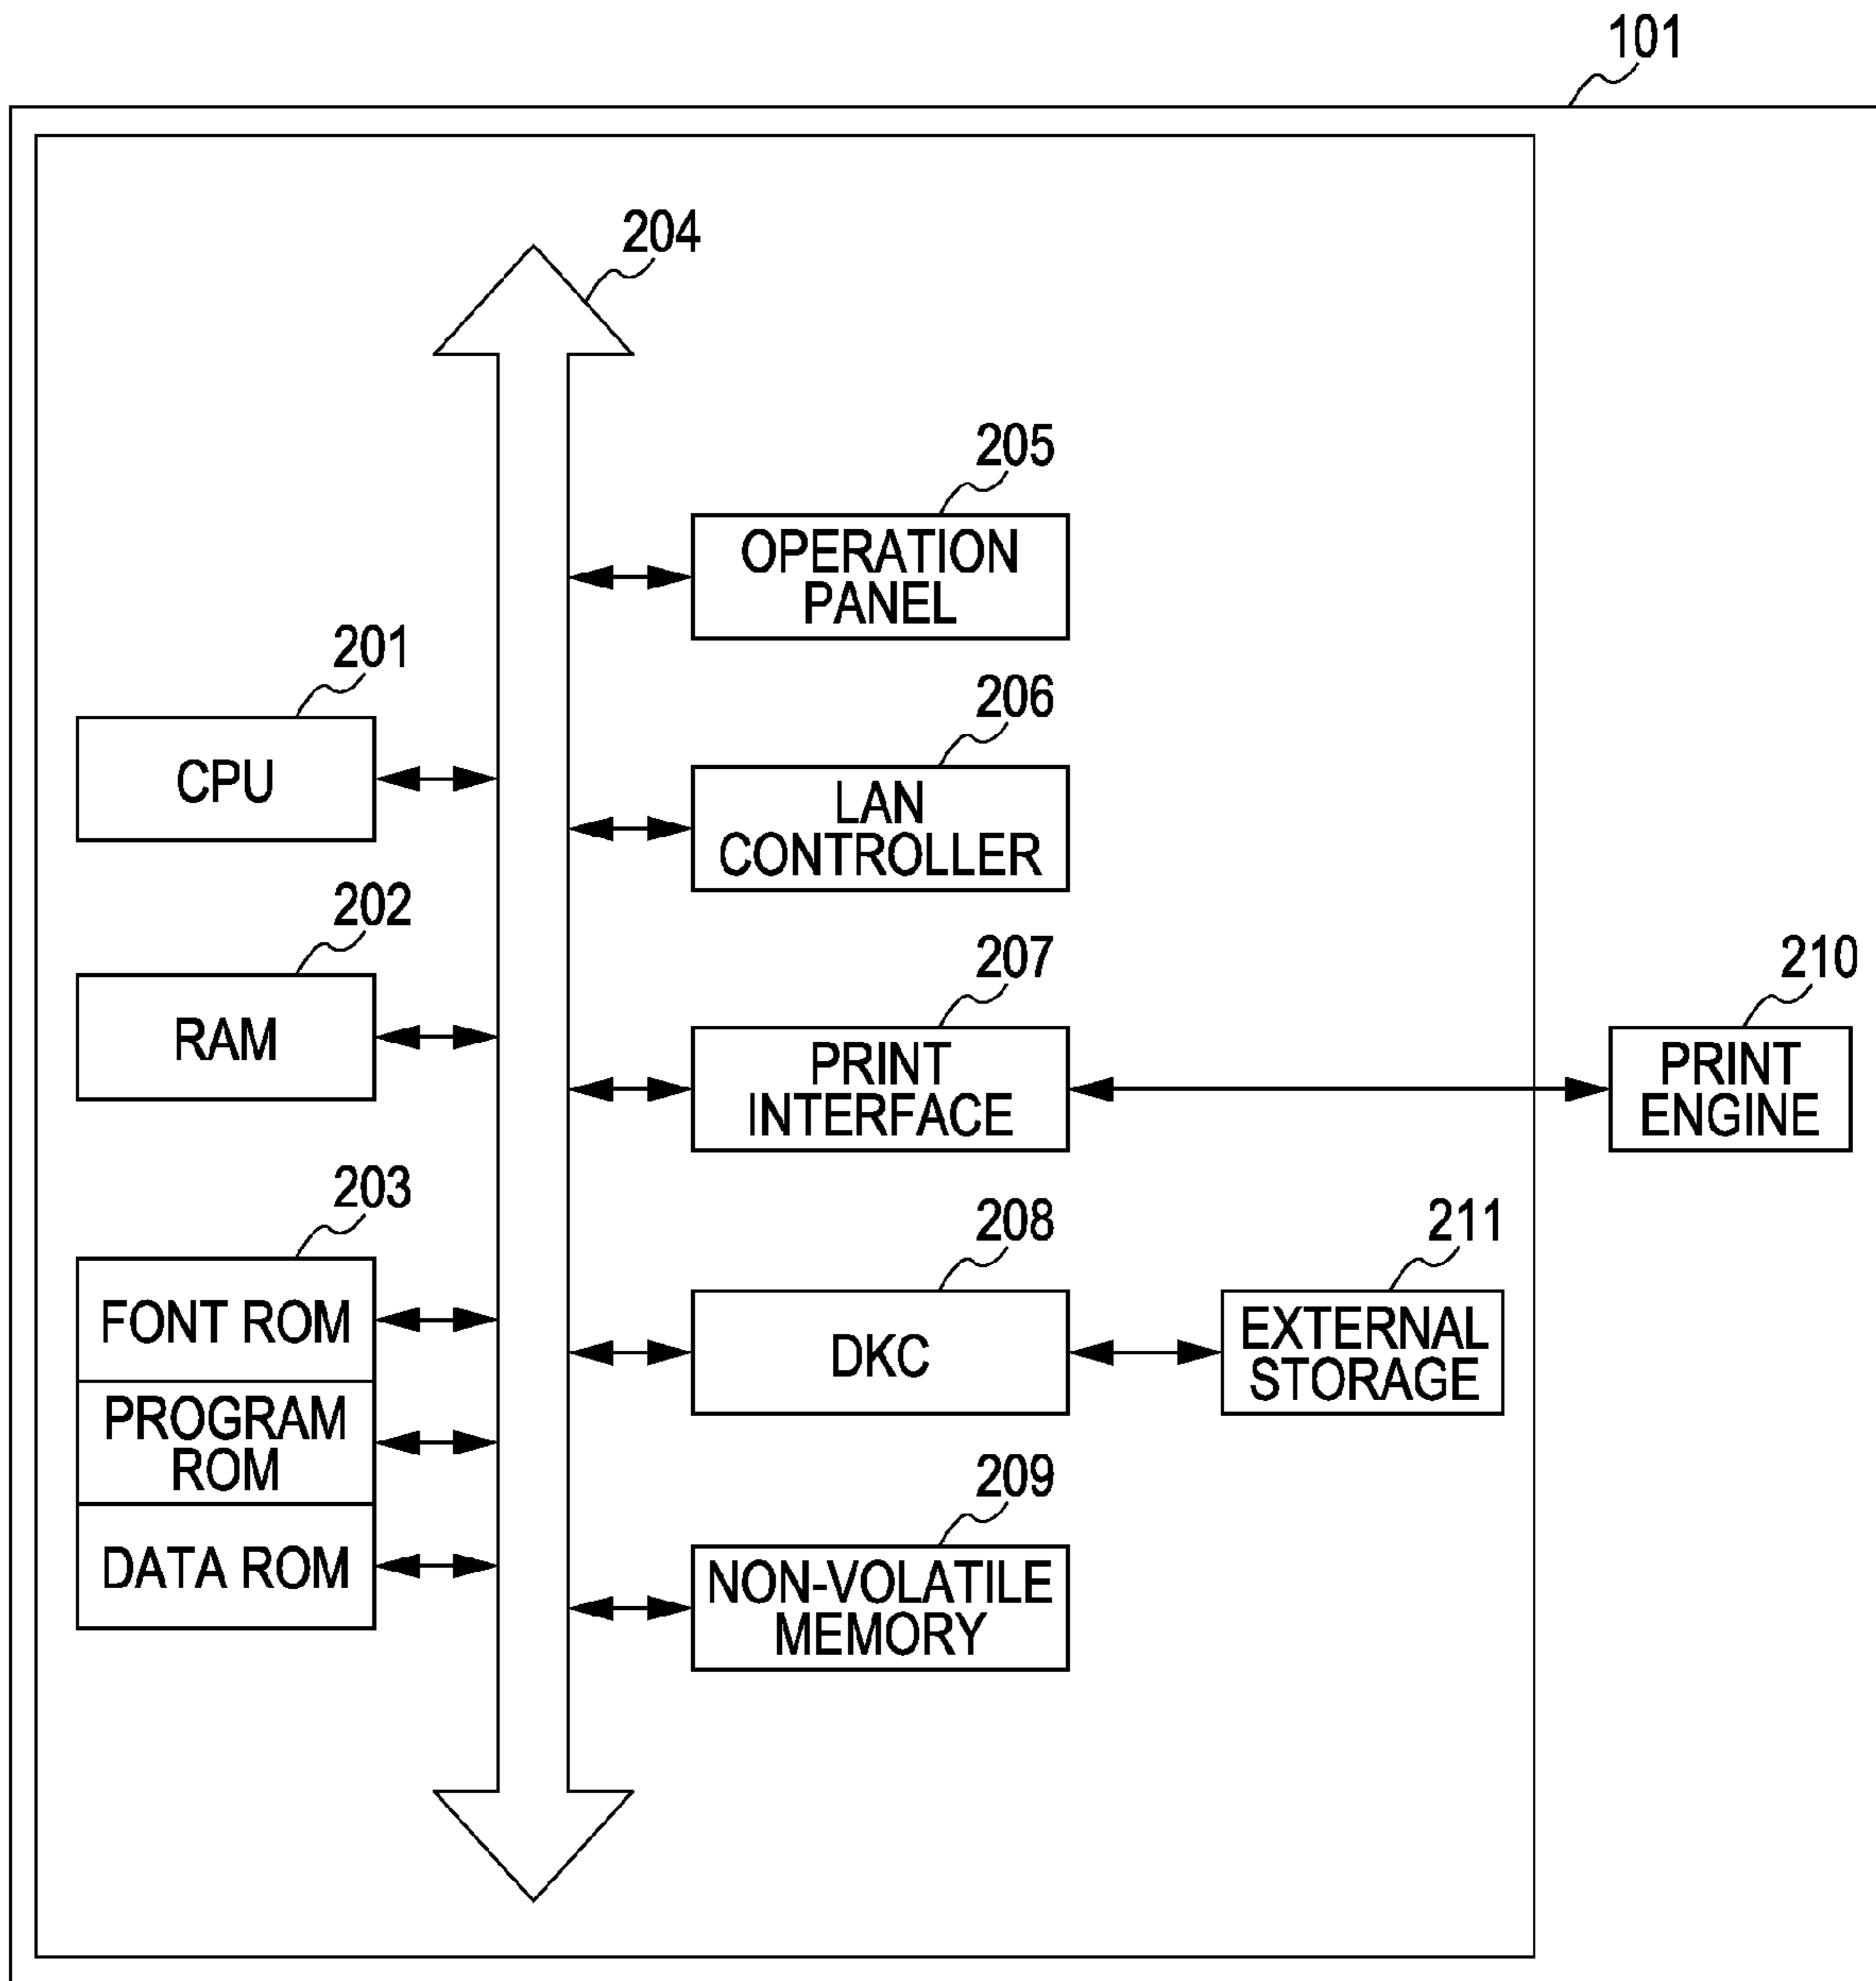 101
204
205
OPERATION
PANEL
201
CPU
206
LAN
CONTROLLER
202
RAM
207
PRINT
INTERFACE
210
PRINT
ENGINE
203
FONT ROM
PROGRAM
ROM
DATA ROM
208
DKC
211
EXTERNAL
STORAGE
209
NON-VOLATILE
MEMORY